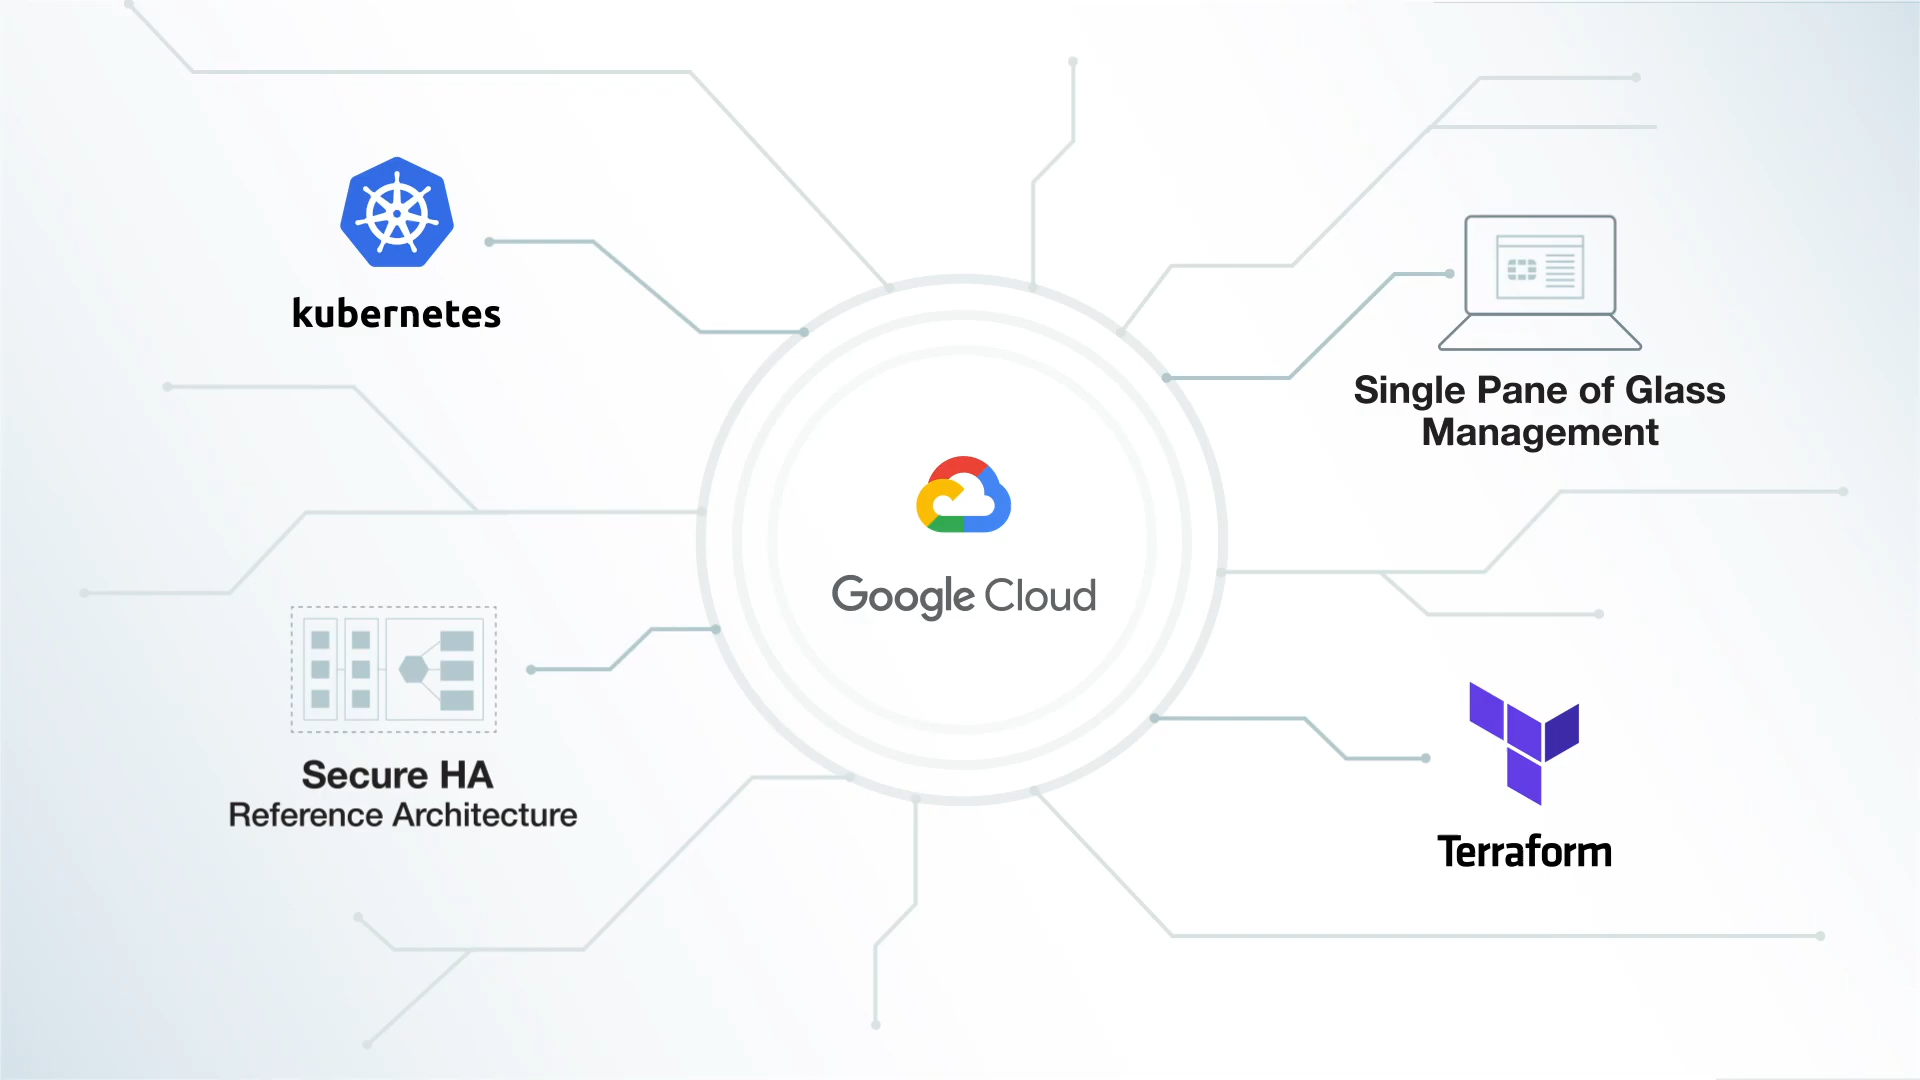 kubernetes
Single Pane of Glass
Management
Google Cloud
Secure HA
Reference Architecture
Terraform